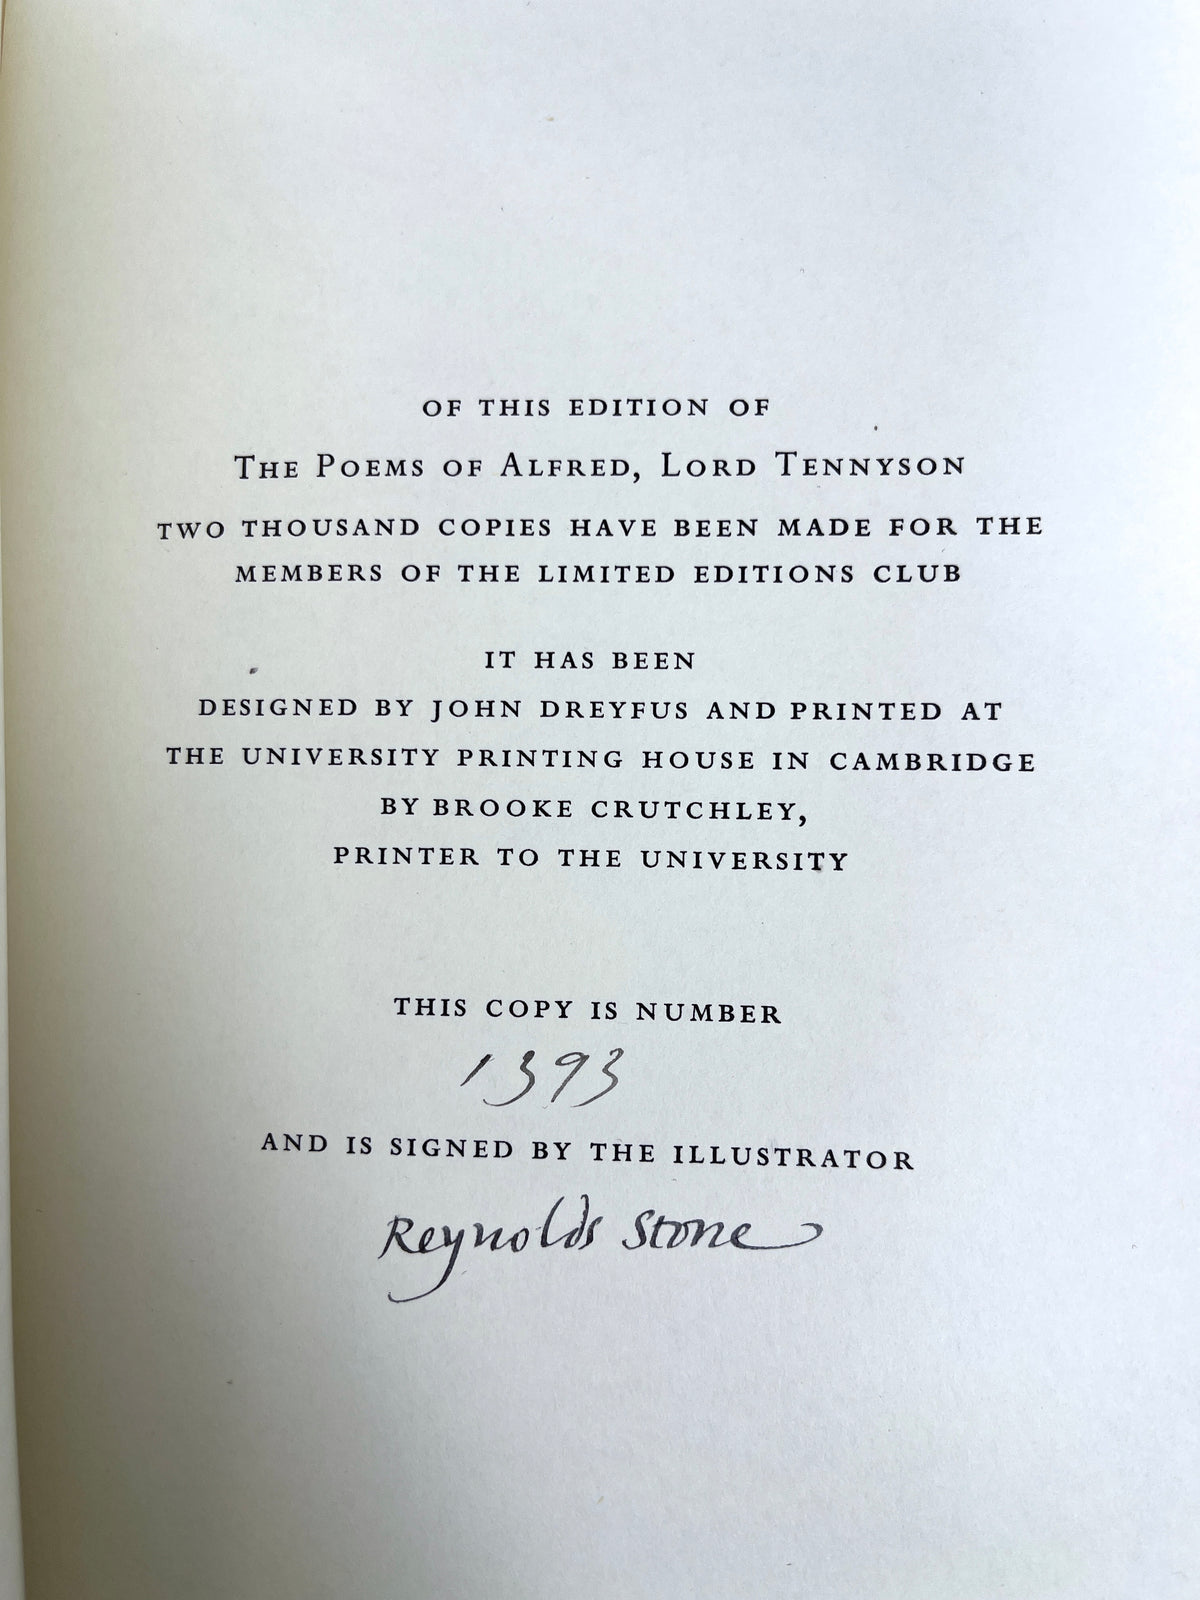 OF THIS EDITION OF
THE POEMS OF ALFRED, LORD TENNYSON
TWO THOUSAND COPIES HAVE BEEN MADE FOR THE
MEMBERS OF THE LIMITED EDITIONS CLUB
IT HAS BEEN
DESIGNED BY JOHN DREYFUS AND PRINTED AT
THE UNIVERSITY PRINTING HOUSE IN CAMBRIDGE
BY BROOKE CRUTCHLEY,
PRINTER TO THE UNIVERSITY
THIS COPY IS NUMBER
1393
AND IS SIGNED BY THE ILLUSTRATOR
Reynolds Stone